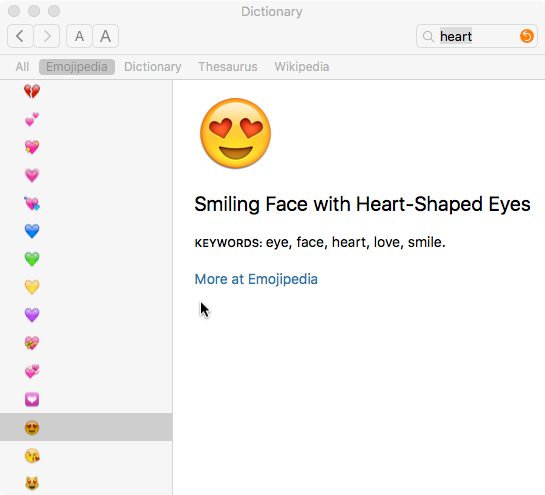 Dictionary
A A
heart
All Emojipedia Dictionary Thesaurus Wikipedia
Smiling Face with Heart-Shaped Eyes
KEYWORDS: eye, face, heart, love, smile.
More at Emojipedia